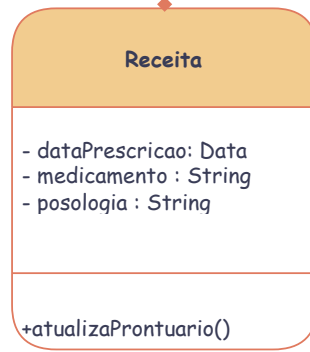 Receita
- dataPrescricao: Data
- medicamento : String
- posologia : String
+atualizaProntuario()